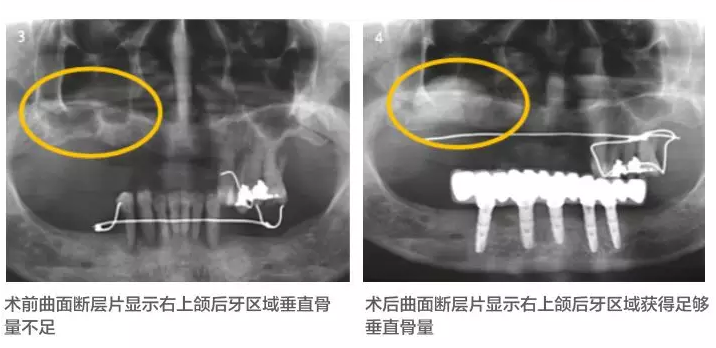 3
4
术前曲面断层片显示右上颌后牙区域垂直骨
量不足
术后曲面断层片显示右上颌后牙区域获得足够
垂直骨量